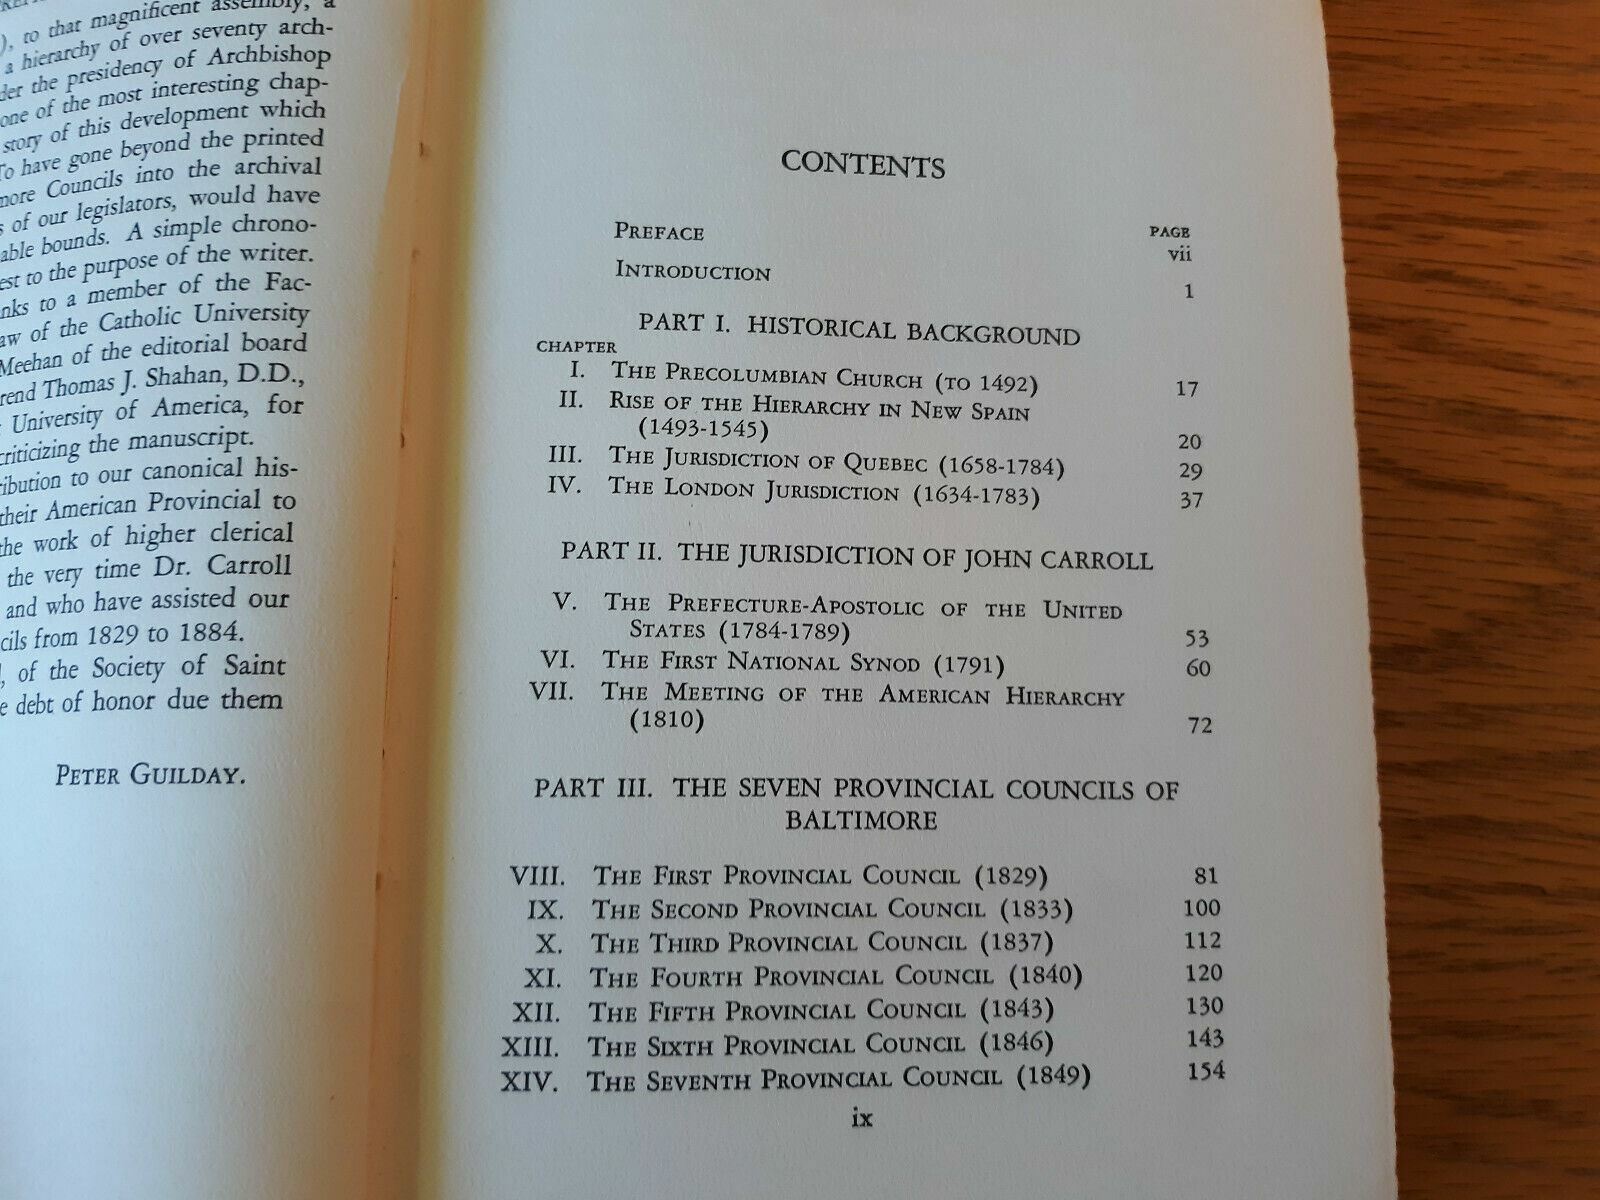 ), to that magnificent assembly, a
a hierarchy of over seventy arch-
der the presidency of Archbishop
one of the most interesting chap-
story of this development which
To have gone beyond the printed
more Councils into the archival
s of our legislators, would have
able bounds. A simple chrono-
est to the purpose of the writer.
nks to a member of the Fac-
aw of the Catholic University
Meehan of the editorial board
rend Thomas J. Shahan, D.D.,
University of America, for
criticizing the manuscript.
ribution to our canonical his-
their American Provincial to
the work of higher clerical
the very time Dr. Carroll
and who have assisted our
cils from 1829 to 1884.
, of the Society of Saint
e debt of honor due them
PETER GUILDAY.
CONTENTS
PAGE
PREFACE vii
INTRODUCTION 1
PART I. HISTORICAL BACKGROUND
CHAPTER
I. THE PRECOLUMBIAN CHURCH (TO 1492) 17
II. RISE OF THE HIERARCHY IN NEW SPAIN
(1493-1545) 20
III. THE JURISDICTION OF QUEBEC (1658-1784) 29
IV. THE LONDON JURISDICTION (1634-1783) 37
PART II. THE JURISDICTION OF JOHN CARROLL
V. THE PREFECTURE-APOSTOLIC OF THE UNITED
STATES (1784-1789) 53
VI. THE FIRST NATIONAL SYNOD (1791) 60
VII. THE MEETING OF THE AMERICAN HIERARCHY
(1810) 72
PART III. THE SEVEN PROVINCIAL COUNCILS OF
BALTIMORE
VIII. THE FIRST PROVINCIAL COUNCIL (1829) 81
IX. THE SECOND PROVINCIAL COUNCIL (1833) 100
X. THE THIRD PROVINCIAL COUNCIL (1837) 112
XI. THE FOURTH PROVINCIAL COUNCIL (1840) 120
XII. THE FIFTH PROVINCIAL COUNCIL (1843) 130
XIII. THE SIXTH PROVINCIAL COUNCIL (1846) 143
XIV. THE SEVENTH PROVINCIAL COUNCIL (1849) 154
ix